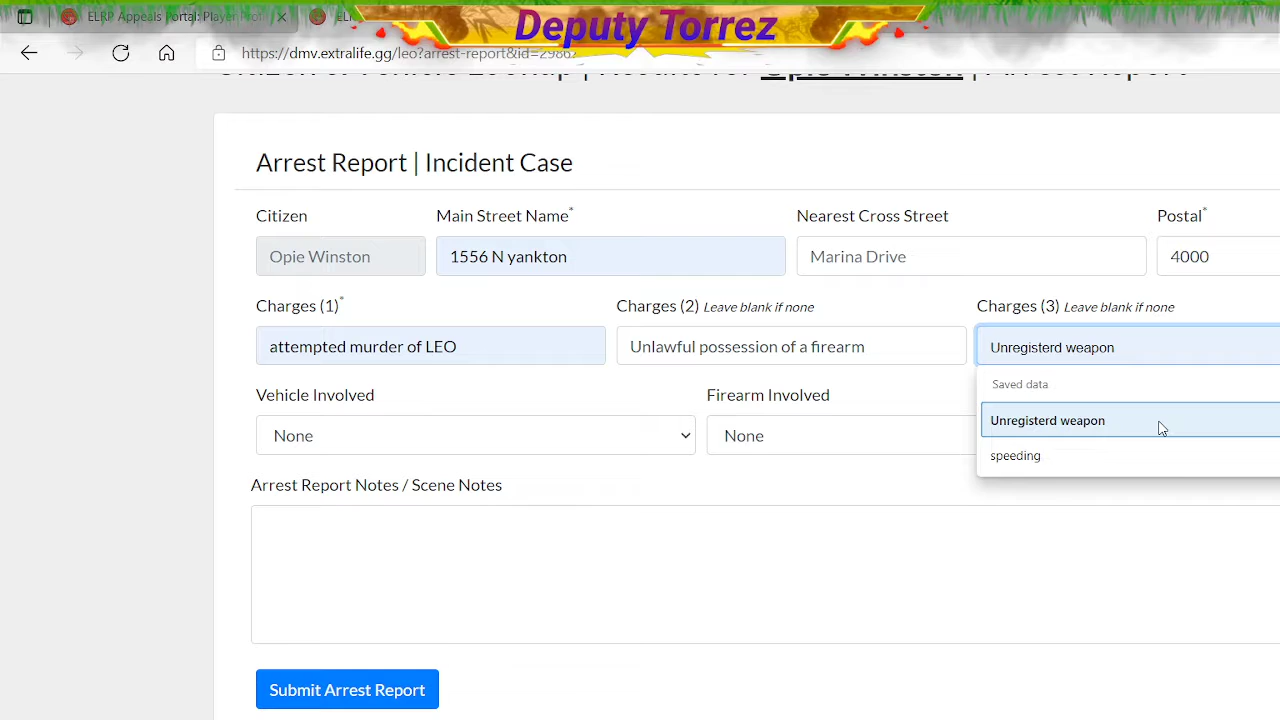 ELRP Appeals Portal: Player Prof
Deputy Torrez
https://dmv.extralife.gg/leo?arrest-report&id=2986
Opie Winston
Arrest Report | Incident Case
Citizen
Main Street Name*
Nearest Cross Street
Postal*
Opie Winston
1556 N yankton
Marina Drive
4000
Charges (1)*
Charges (2) Leave blank if none
Charges (3) Leave blank if none
attempted murder of LEO
Unlawful possession of a firearm
Unregisterd weapon
Saved data
Vehicle Involved
Firearm Involved
Unregisterd weapon
None
None
speeding
Arrest Report Notes / Scene Notes
Submit Arrest Report